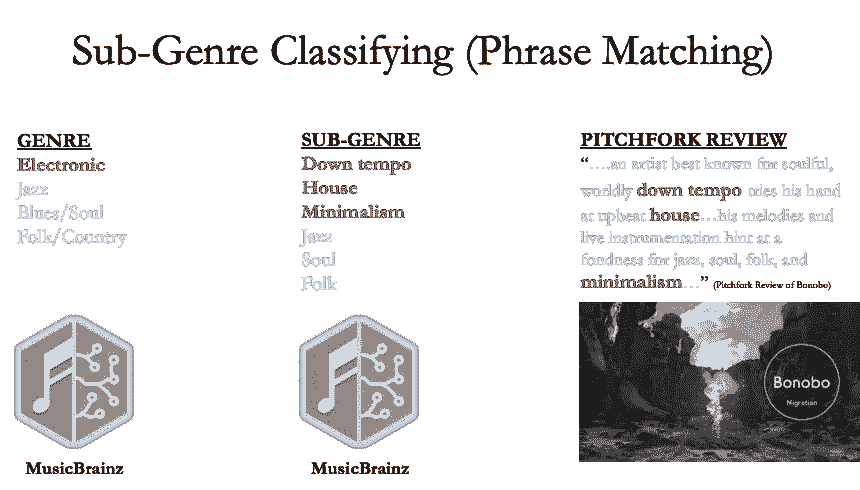 Sub-Genre Classifying (Phrase Matching)
GENRE
Electronic
Jazz
Blues/Soul
Folk/Country
MusicBrainz
SUB-GENRE
Down tempo
House
Minimalism
Jazz
Soul
Folk
MusicBrainz
PITCHFORK REVIEW
“….an artist best known for soulful,
worldly down tempo tries his hand
at upbeat house…his melodies and
live instrumentation hint at a
fondness for jazz, soul, folk, and
minimalism…” (Pitchfork Review of Bonobo)
Bonobo
Migration